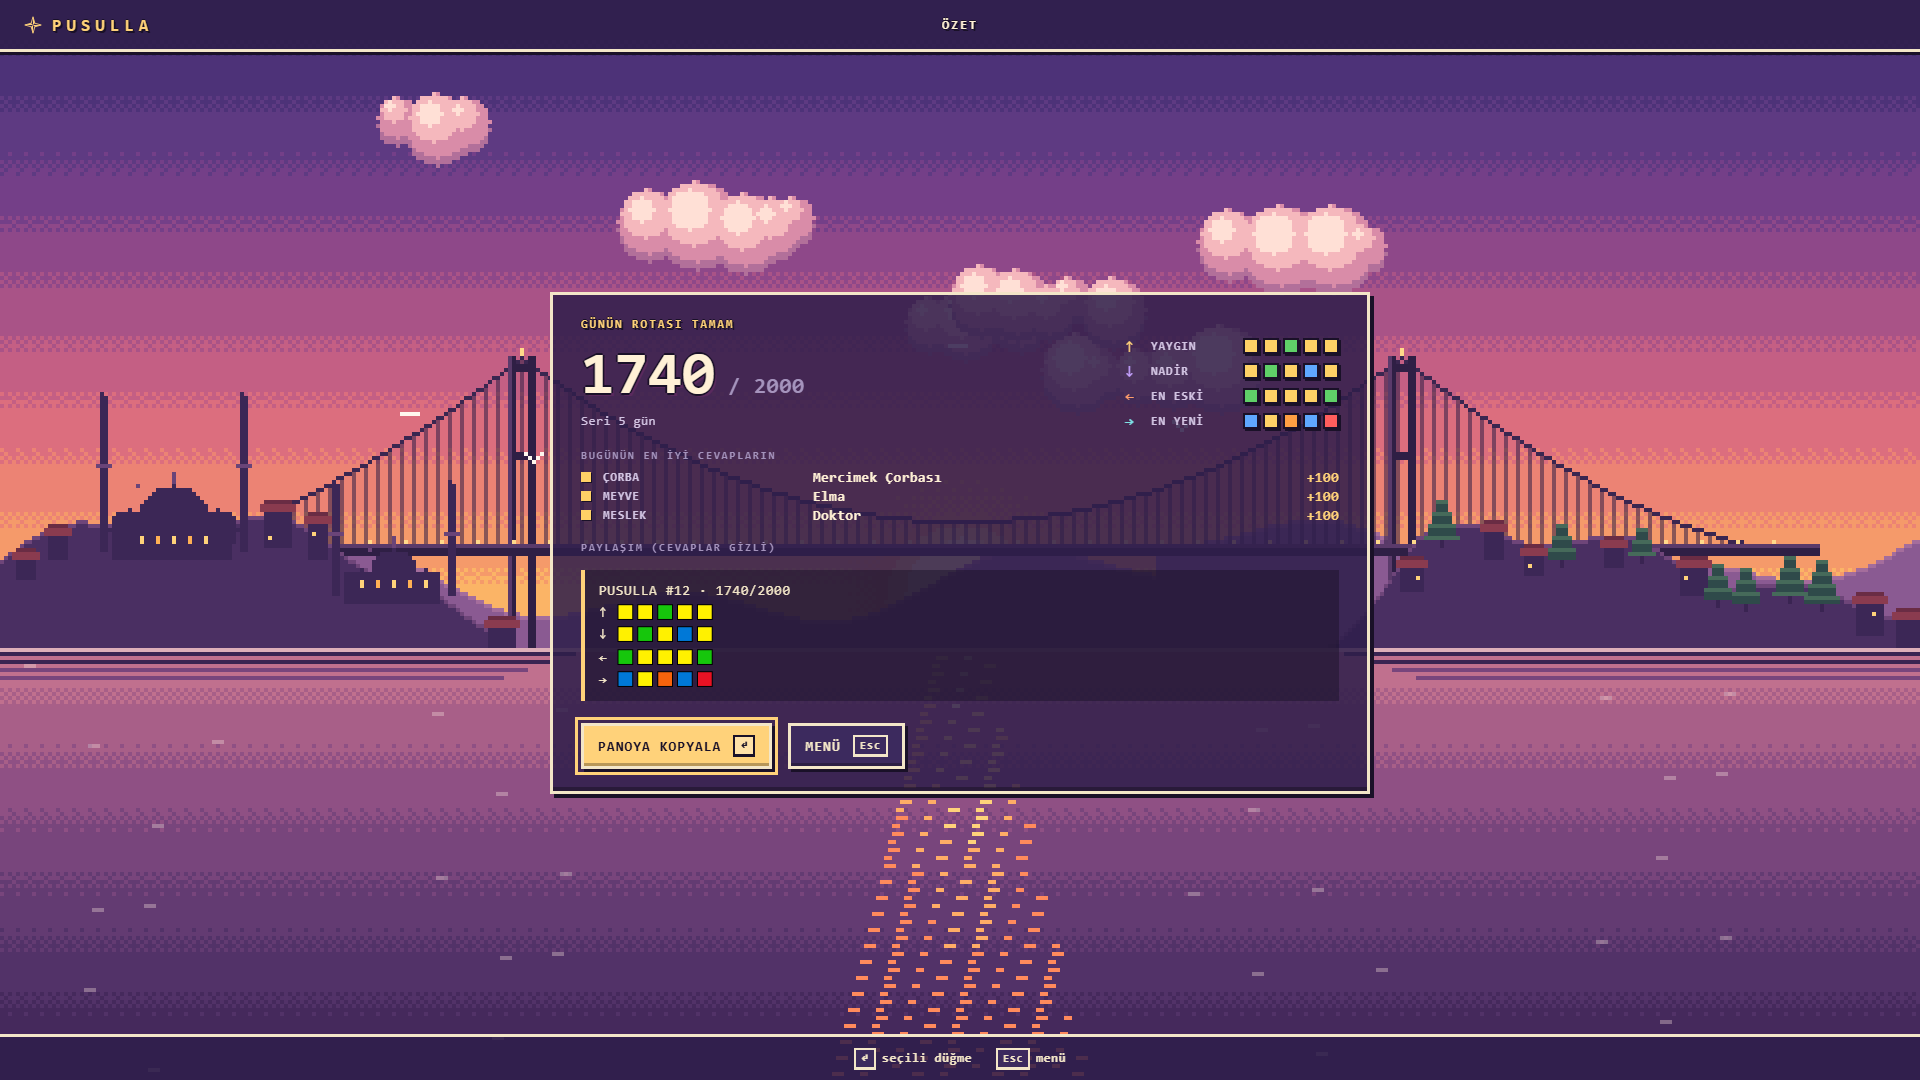 PUSULLA
ÖZET
GÜNÜN ROTASI TAMAM
1740 / 2000
Seri 5 gün
↑ YAYGIN
↓ NADİR
← EN ESKİ
→ EN YENİ
BUGÜNÜN EN İYİ CEVAPLARIN
ÇORBA Mercimek Çorbası +100
MEYVE Elma +100
MESLEK Doktor +100
PAYLAŞIM (CEVAPLAR GİZLİ)
PUSULLA #12 · 1740/2000
↑
↓
←
→
PANOYA KOPYALA ↵
MENÜ Esc
↵ seçili düğme Esc menü